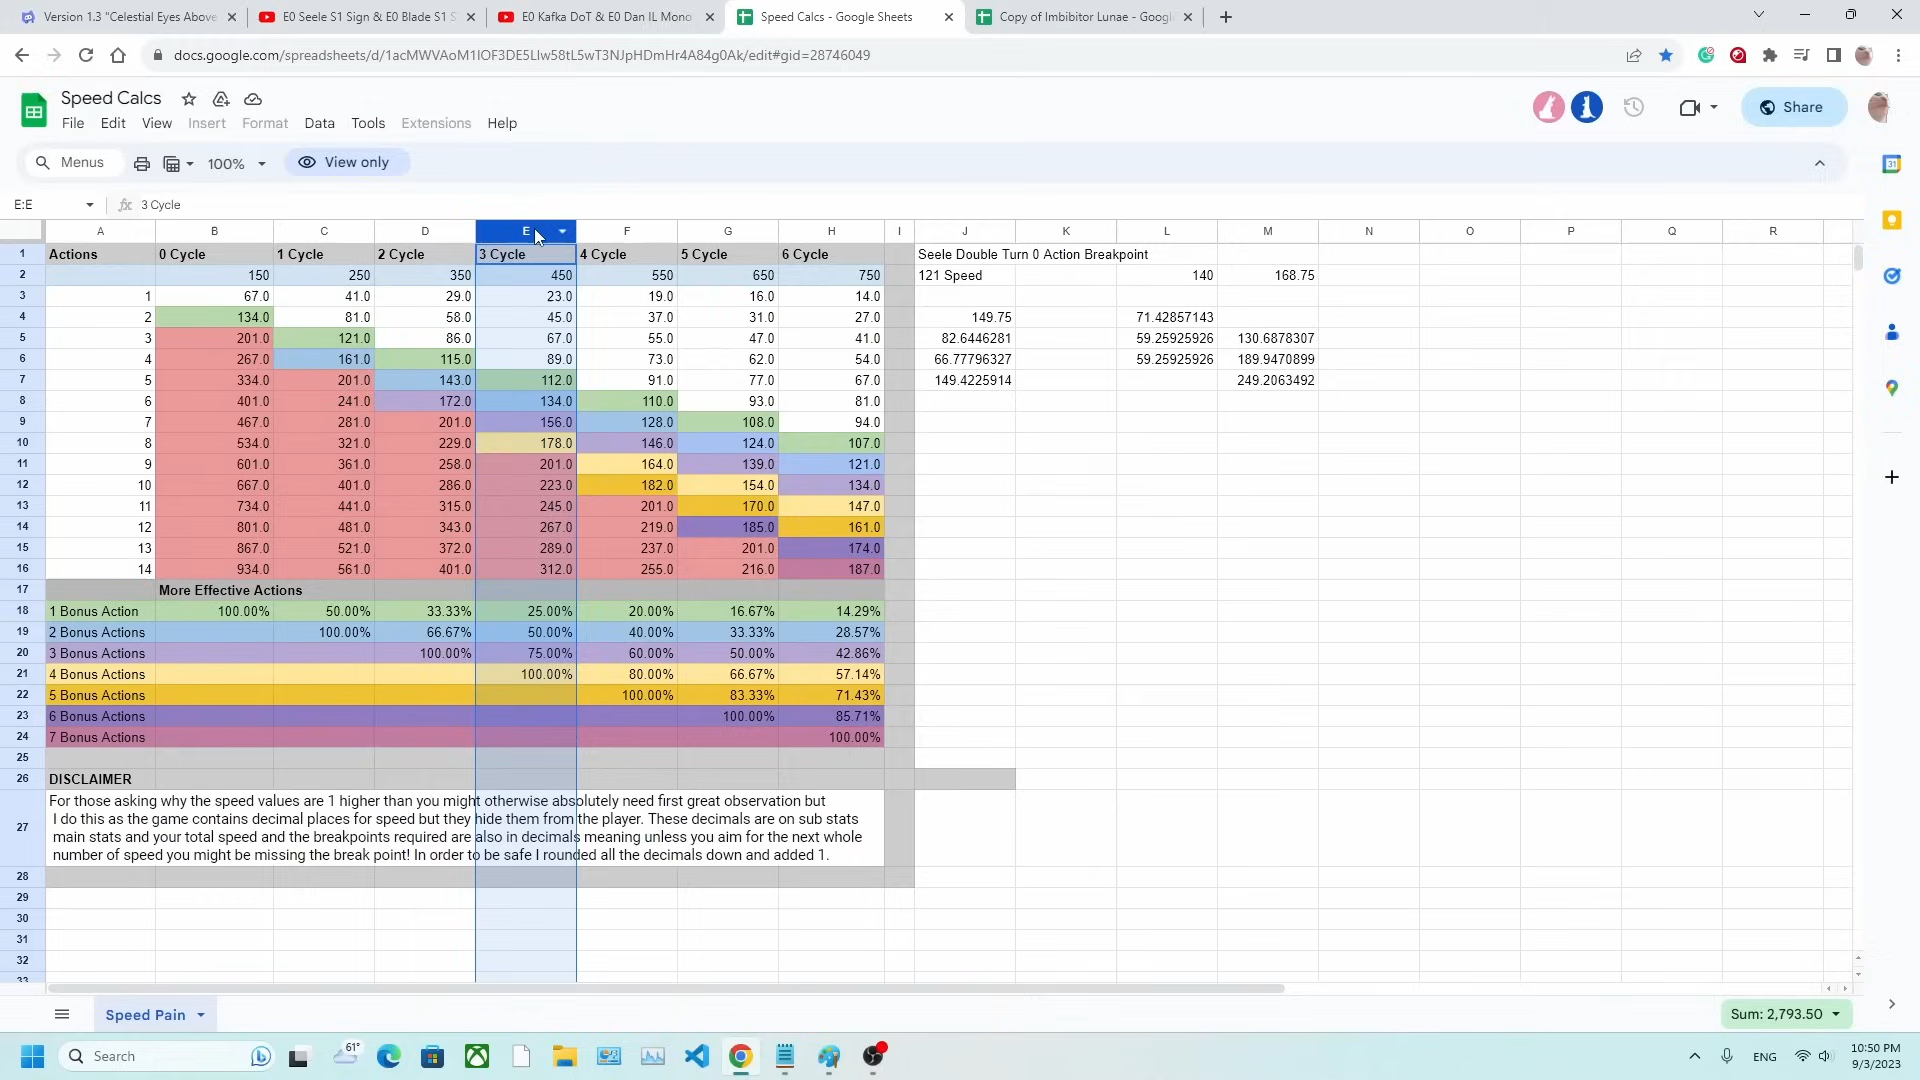 Version 1.3 "Celestial Eyes Above
E0 Seele S1 Sign & E0 Blade S1 S
E0 Kafka DoT & E0 Dan IL Mono
Speed Calcs - Google Sheets
Copy of Imbibitor Lunae - Googl
docs.google.com/spreadsheets/d/1acMWVAoM1lOF3DE5Llw58tL5wT3NJpHDmHr4A84g0Ak/edit#gid=28746049
Speed Calcs
File Edit View Insert Format Data Tools Extensions Help
Share
Menus 100% View only
E:E fx 3 Cycle
A B C D E F G H I J K L M N O P Q R
1 Actions 0 Cycle 1 Cycle 2 Cycle 3 Cycle 4 Cycle 5 Cycle 6 Cycle Seele Double Turn 0 Action Breakpoint
2 150 250 350 450 550 650 750 121 Speed 140 168.75
3 1 67.0 41.0 29.0 23.0 19.0 16.0 14.0
4 2 134.0 81.0 58.0 45.0 37.0 31.0 27.0 149.75 71.42857143
5 3 201.0 121.0 86.0 67.0 55.0 47.0 41.0 82.6446281 59.25925926 130.6878307
6 4 267.0 161.0 115.0 89.0 73.0 62.0 54.0 66.77796327 59.25925926 189.9470899
7 5 334.0 201.0 143.0 112.0 91.0 77.0 67.0 149.4225914 249.2063492
8 6 401.0 241.0 172.0 134.0 110.0 93.0 81.0
9 7 467.0 281.0 201.0 156.0 128.0 108.0 94.0
10 8 534.0 321.0 229.0 178.0 146.0 124.0 107.0
11 9 601.0 361.0 258.0 201.0 164.0 139.0 121.0
12 10 667.0 401.0 286.0 223.0 182.0 154.0 134.0
13 11 734.0 441.0 315.0 245.0 201.0 170.0 147.0
14 12 801.0 481.0 343.0 267.0 219.0 185.0 161.0
15 13 867.0 521.0 372.0 289.0 237.0 201.0 174.0
16 14 934.0 561.0 401.0 312.0 255.0 216.0 187.0
17 More Effective Actions
18 1 Bonus Action 100.00% 50.00% 33.33% 25.00% 20.00% 16.67% 14.29%
19 2 Bonus Actions 100.00% 66.67% 50.00% 40.00% 33.33% 28.57%
20 3 Bonus Actions 100.00% 75.00% 60.00% 50.00% 42.86%
21 4 Bonus Actions 100.00% 80.00% 66.67% 57.14%
22 5 Bonus Actions 100.00% 83.33% 71.43%
23 6 Bonus Actions 100.00% 85.71%
24 7 Bonus Actions 100.00%
25
26 DISCLAIMER
For those asking why the speed values are 1 higher than you might otherwise absolutely need first great observation but
I do this as the game contains decimal places for speed but they hide them from the player. These decimals are on sub stats
27
main stats and your total speed and the breakpoints required are also in decimals meaning unless you aim for the next whole
number of speed you might be missing the break point! In order to be safe I rounded all the decimals down and added 1.
28
29
30
31
32
33
31
Speed Pain
Sum: 2,793.50
Search
61°
ENG
10:50 PM
9/3/2023